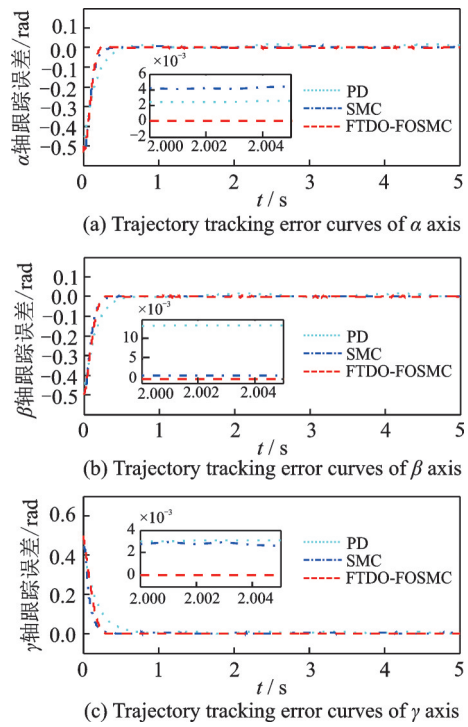 α轴跟踪误差/rad
0.1
0.0
−0.1
−0.2
−0.3
−0.4
−0.5
×10⁻³
6
4
2
0
−2
2.000 2.002 2.004
PD
SMC
FTDO-FOSMC
0 1 2 3 4 5
t / s
(a) Trajectory tracking error curves of α axis
β轴跟踪误差/rad
0.1
0.0
−0.1
−0.2
−0.3
−0.4
−0.5
×10⁻³
10
5
0
2.000 2.002 2.004
PD
SMC
FTDO-FOSMC
0 1 2 3 4 5
t / s
(b) Trajectory tracking error curves of β axis
γ轴跟踪误差/rad
0.6
0.4
0.2
0.0
×10⁻³
4
2
0
2.000 2.002 2.004
PD
SMC
FTDO-FOSMC
0 1 2 3 4 5
t / s
(c) Trajectory tracking error curves of γ axis